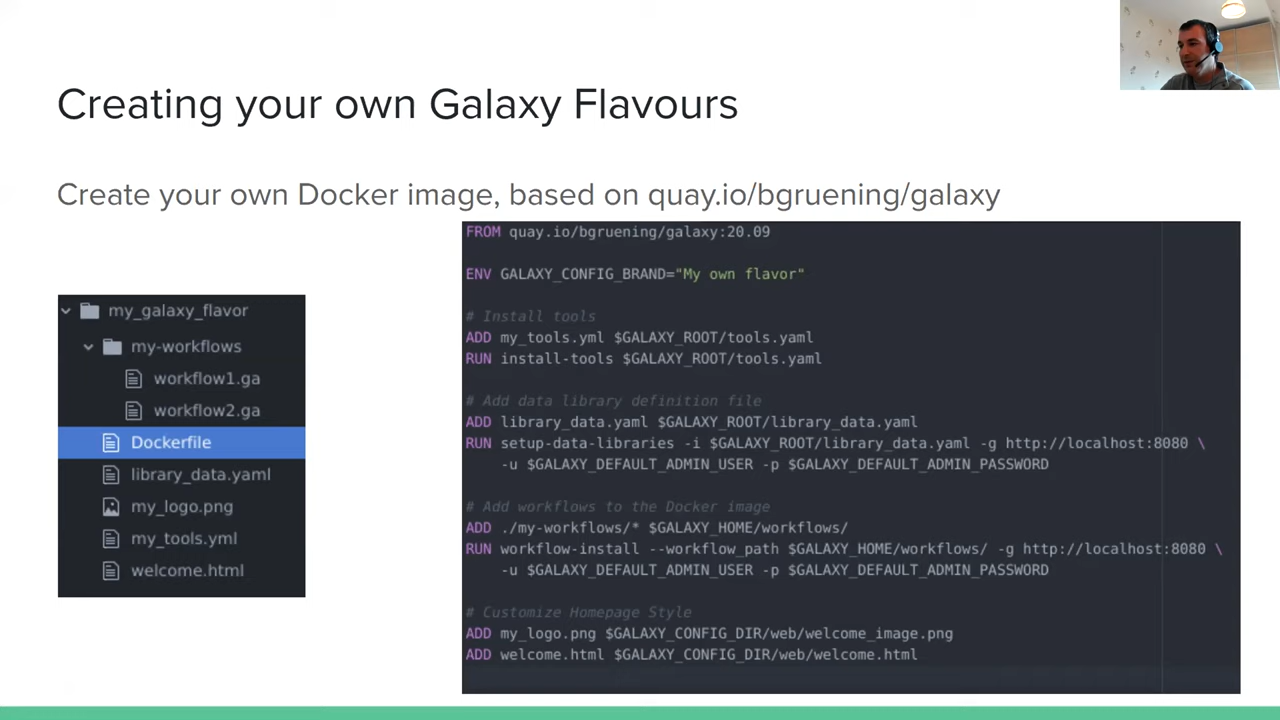 Creating your own Galaxy Flavours
Create your own Docker image, based on quay.io/bgruening/galaxy
my_galaxy_flavor
my-workflows
workflow1.ga
workflow2.ga
Dockerfile
library_data.yaml
my_logo.png
my_tools.yml
welcome.html
FROM quay.io/bgruening/galaxy:20.09
ENV GALAXY_CONFIG_BRAND="My own flavor"
# Install tools
ADD my_tools.yml $GALAXY_ROOT/tools.yaml
RUN install-tools $GALAXY_ROOT/tools.yaml
# Add data library definition file
ADD library_data.yaml $GALAXY_ROOT/library_data.yaml
RUN setup-data-libraries -i $GALAXY_ROOT/library_data.yaml -g http://localhost:8080 \
-u $GALAXY_DEFAULT_ADMIN_USER -p $GALAXY_DEFAULT_ADMIN_PASSWORD
# Add workflows to the Docker image
ADD ./my-workflows/* $GALAXY_HOME/workflows/
RUN workflow-install --workflow_path $GALAXY_HOME/workflows/ -g http://localhost:8080 \
-u $GALAXY_DEFAULT_ADMIN_USER -p $GALAXY_DEFAULT_ADMIN_PASSWORD
# Customize Homepage Style
ADD my_logo.png $GALAXY_CONFIG_DIR/web/welcome_image.png
ADD welcome.html $GALAXY_CONFIG_DIR/web/welcome.html